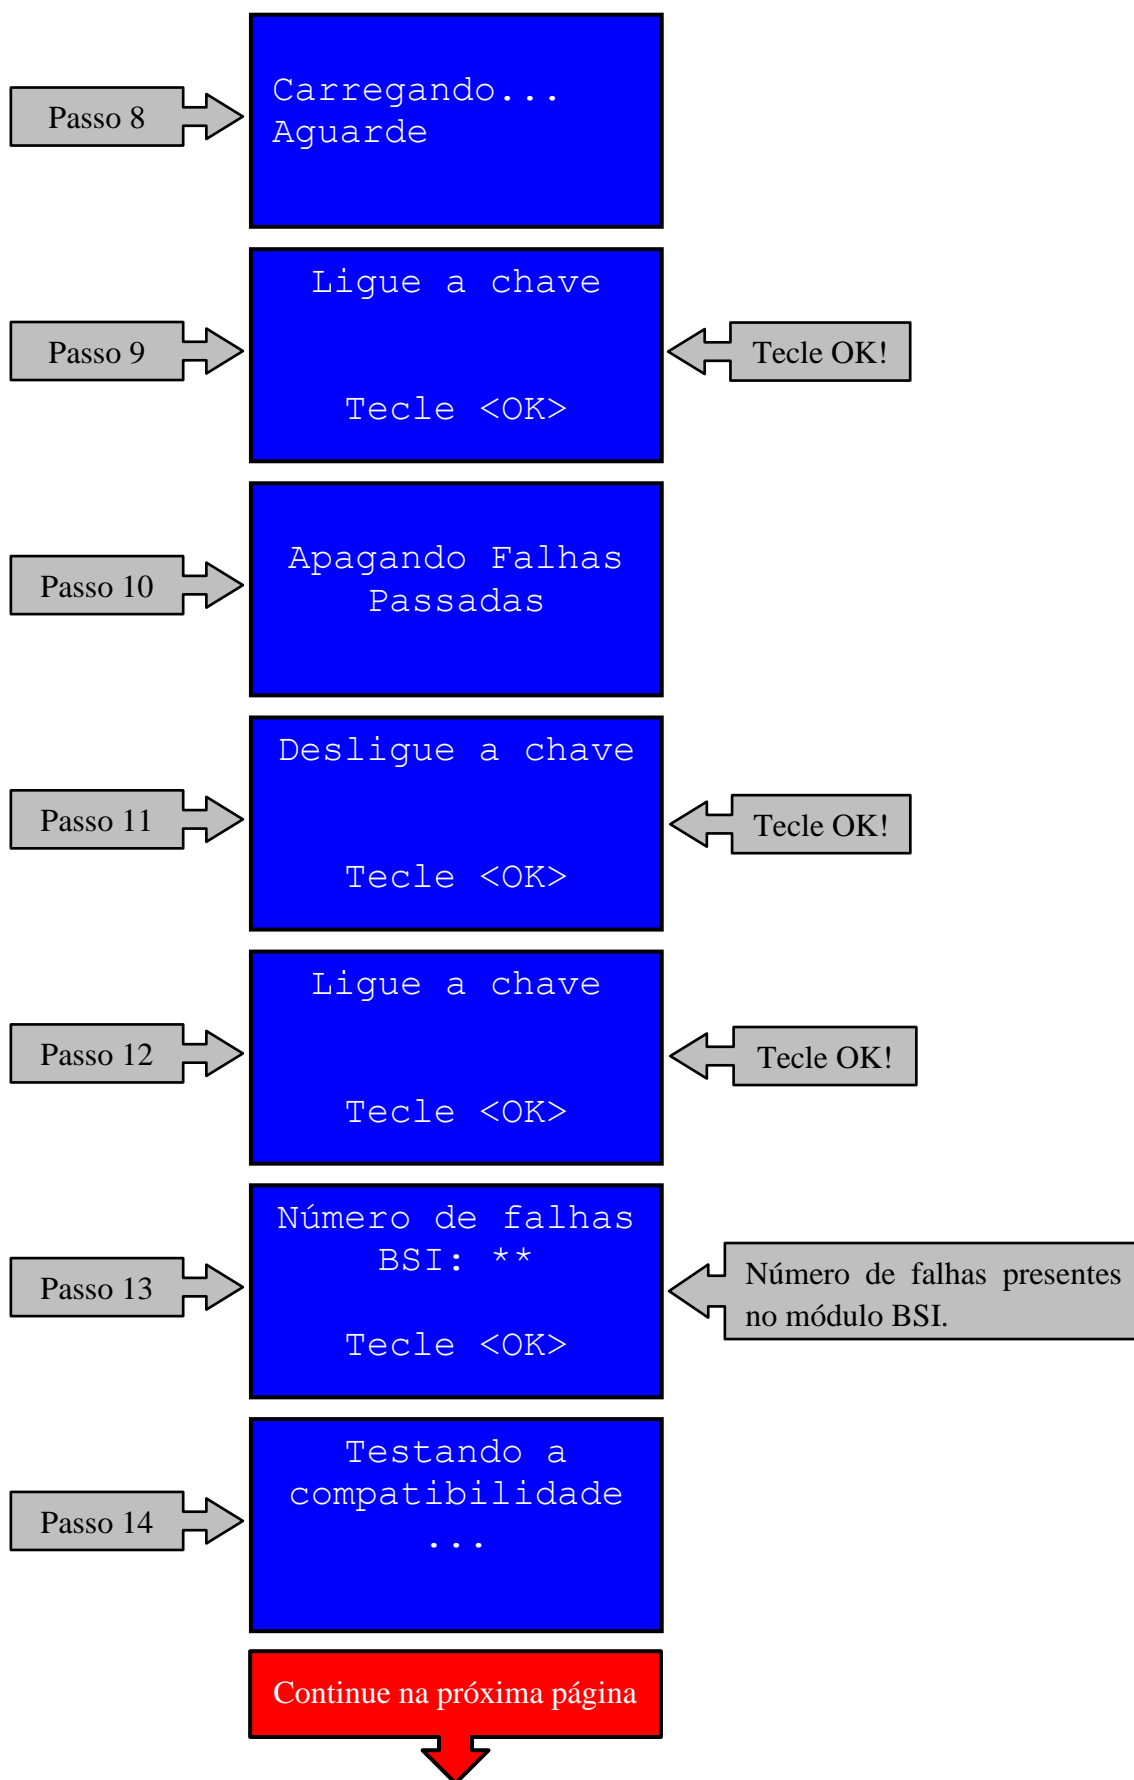 Passo 8
Carregando...
Aguarde
Passo 9
Ligue a chave
Tecle <OK>
Tecle OK!
Passo 10
Apagando Falhas
Passadas
Passo 11
Desligue a chave
Tecle <OK>
Tecle OK!
Passo 12
Ligue a chave
Tecle <OK>
Tecle OK!
Passo 13
Número de falhas
BSI: **
Tecle <OK>
Número de falhas presentes
no módulo BSI.
Passo 14
Testando a
compatibilidade
...
Continue na próxima página